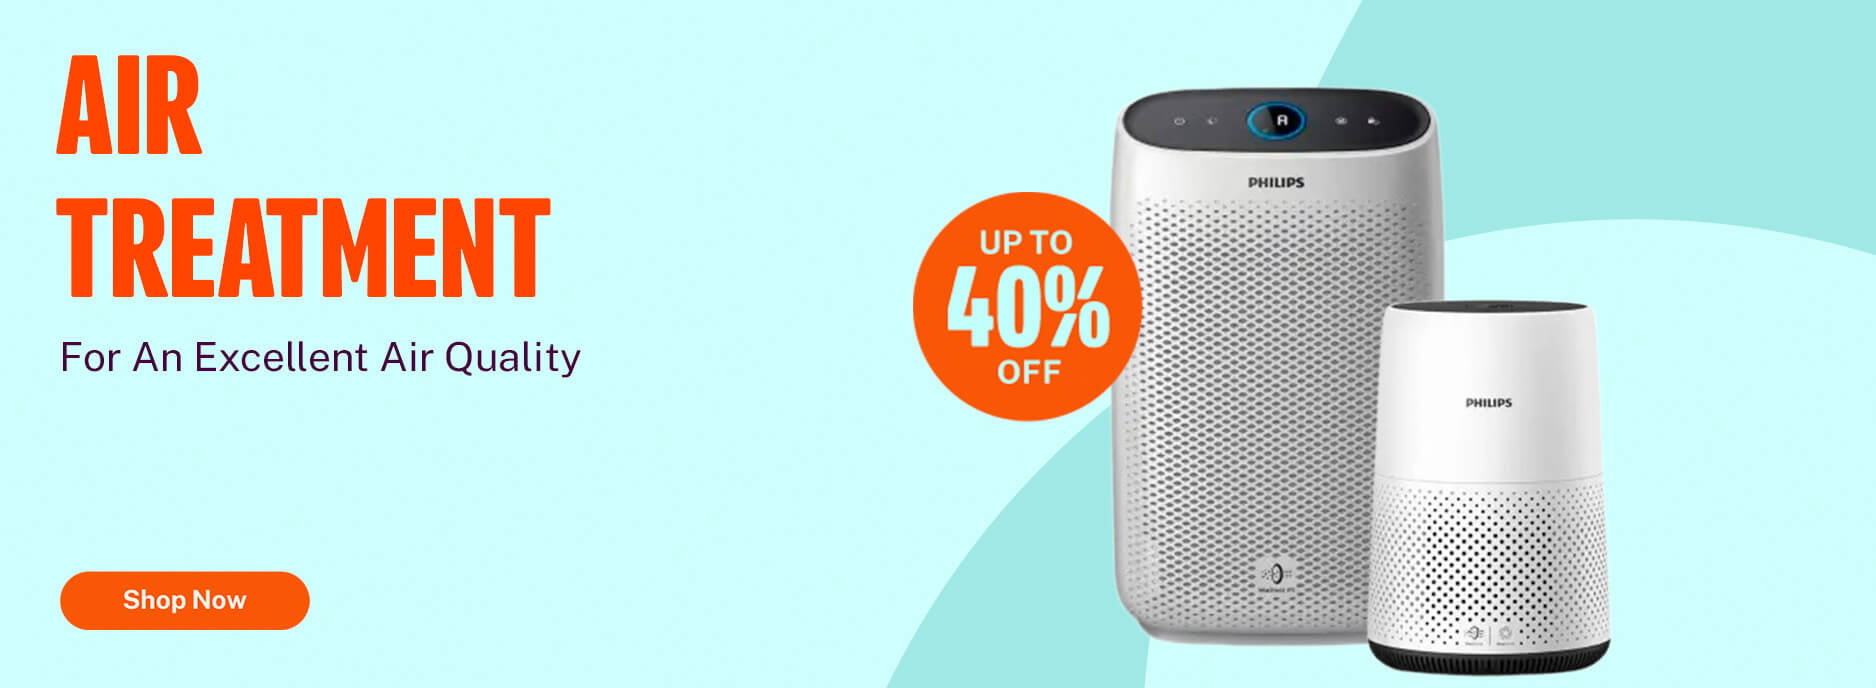 AIR
TREATMENT
For An Excellent Air Quality
Shop Now
UP TO
40%
OFF
A
PHILIPS
PHILIPS